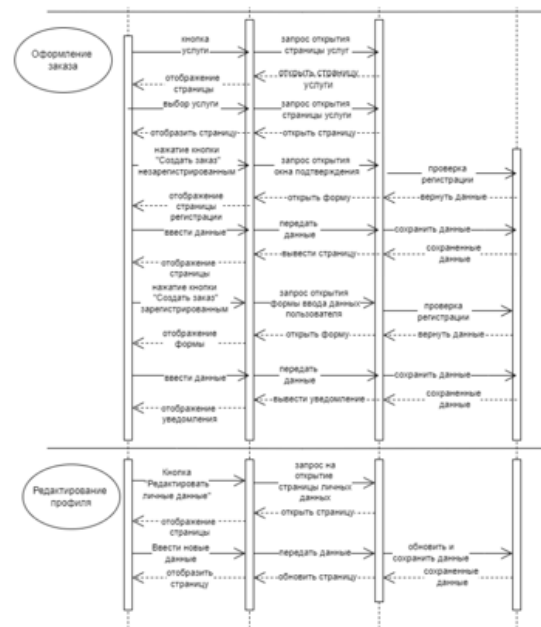 Оформление
заказа
кнопка
услуги
запрос открытия
страницы услуг
отображение
страницы
открыть страницу
услуги
выбор услуги
запрос открытия
страницы услуги
отобразить страницу
открыть страницу
нажатие кнопки
"Создать заказ"
незарегистрированным
запрос открытия
окна подтверждения
проверка
регистрации
отображение
страницы
регистрации
открыть форму
вернуть данные
ввести данные
передать
данные
сохранить данные
отображение
страницы
вывести страницу
сохраненные
данные
нажатие кнопки
"Создать заказ"
зарегистрированным
запрос открытия
формы ввода данных
пользователя
проверка
регистрации
отображение
формы
открыть форму
вернуть данные
ввести данные
передать
данные
сохранить данные
отображение
уведомления
вывести уведомление
сохраненные
данные
Редактирование
профиля
Кнопка
"Редактировать
личные данные"
запрос на
открытие
страницы личных
данных
отображение
страницы
открыть страницу
Ввести новые
данные
передать данные
обновить и
сохранить данные
отобразить
страницу
обновить страницу
сохраненные
данные